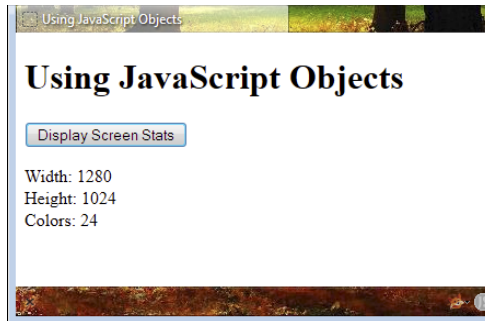 Using JavaScript Objects
Using JavaScript Objects
Display Screen Stats
Width: 1280
Height: 1024
Colors: 24